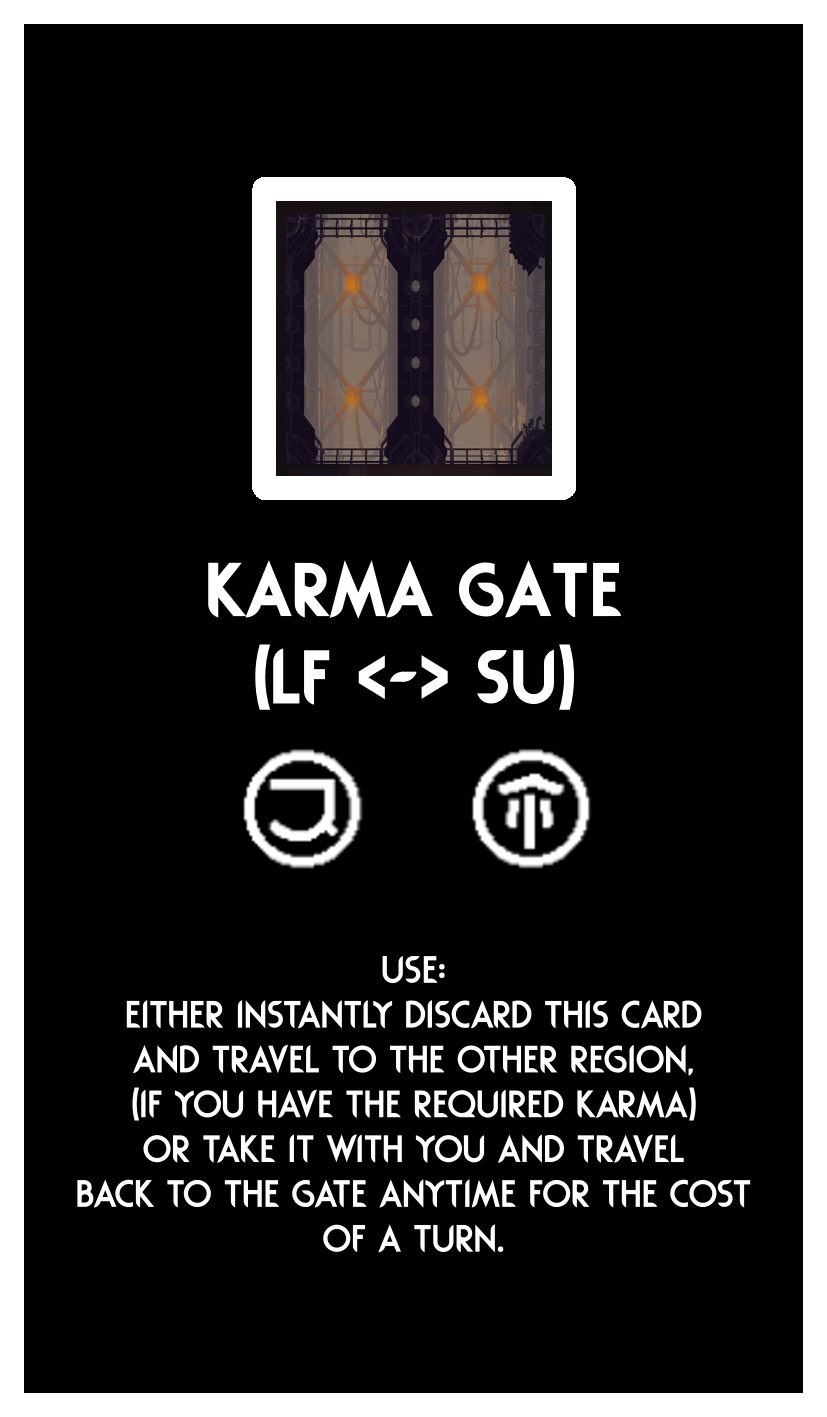 KARMA GATE
(LF <-> SU)
USE:
EITHER INSTANTLY DISCARD THIS CARD
AND TRAVEL TO THE OTHER REGION,
(IF YOU HAVE THE REQUIRED KARMA)
OR TAKE IT WITH YOU AND TRAVEL
BACK TO THE GATE ANYTIME FOR THE COST
OF A TURN.